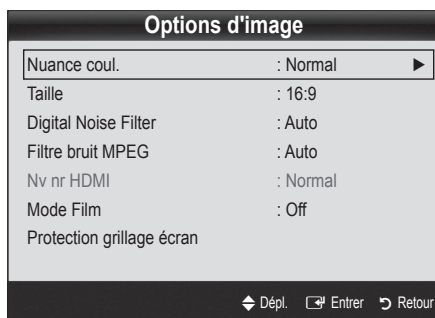 Options d'image
Nuance coul. : Normal
Taille : 16:9
Digital Noise Filter : Auto
Filtre bruit MPEG : Auto
Nv nr HDMI : Normal
Mode Film : Off
Protection grillage écran
Dépl. Entrer Retour